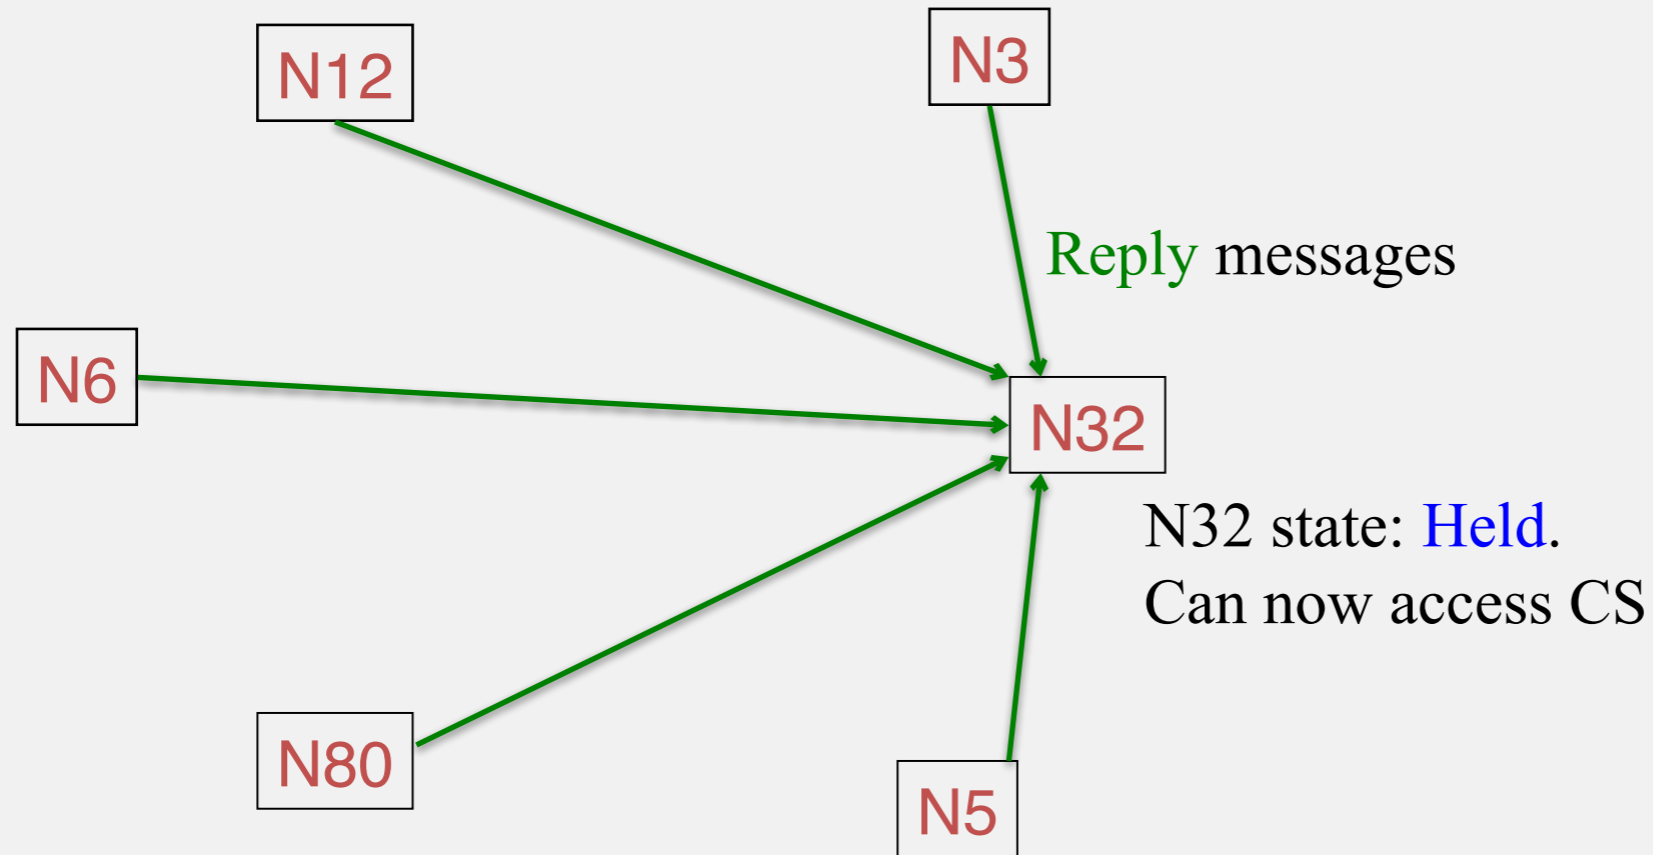 N12
N3
Reply messages
N6
N32
N32 state: Held.
Can now access CS
N80
N5